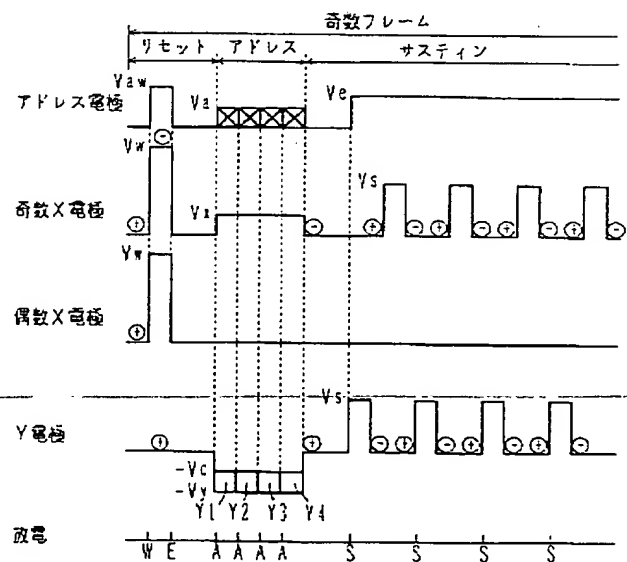 奇数フレーム
リセット アドレス サスティン
Vaw
Va
Ve
アドレス電極
⊖
Vw
Vx
Vs
奇数X電極
⊕ ⊖ ⊕ ⊖ ⊕ ⊖ ⊕ ⊖ ⊕ ⊖
Vw
偶数X電極
⊕
Vs
Y電極
⊕ ⊕ ⊖ ⊕ ⊖ ⊕ ⊖ ⊕ ⊖
-Vc
-Vy
Y1 Y2 Y3 Y4
放電
W E A A A A S S S S